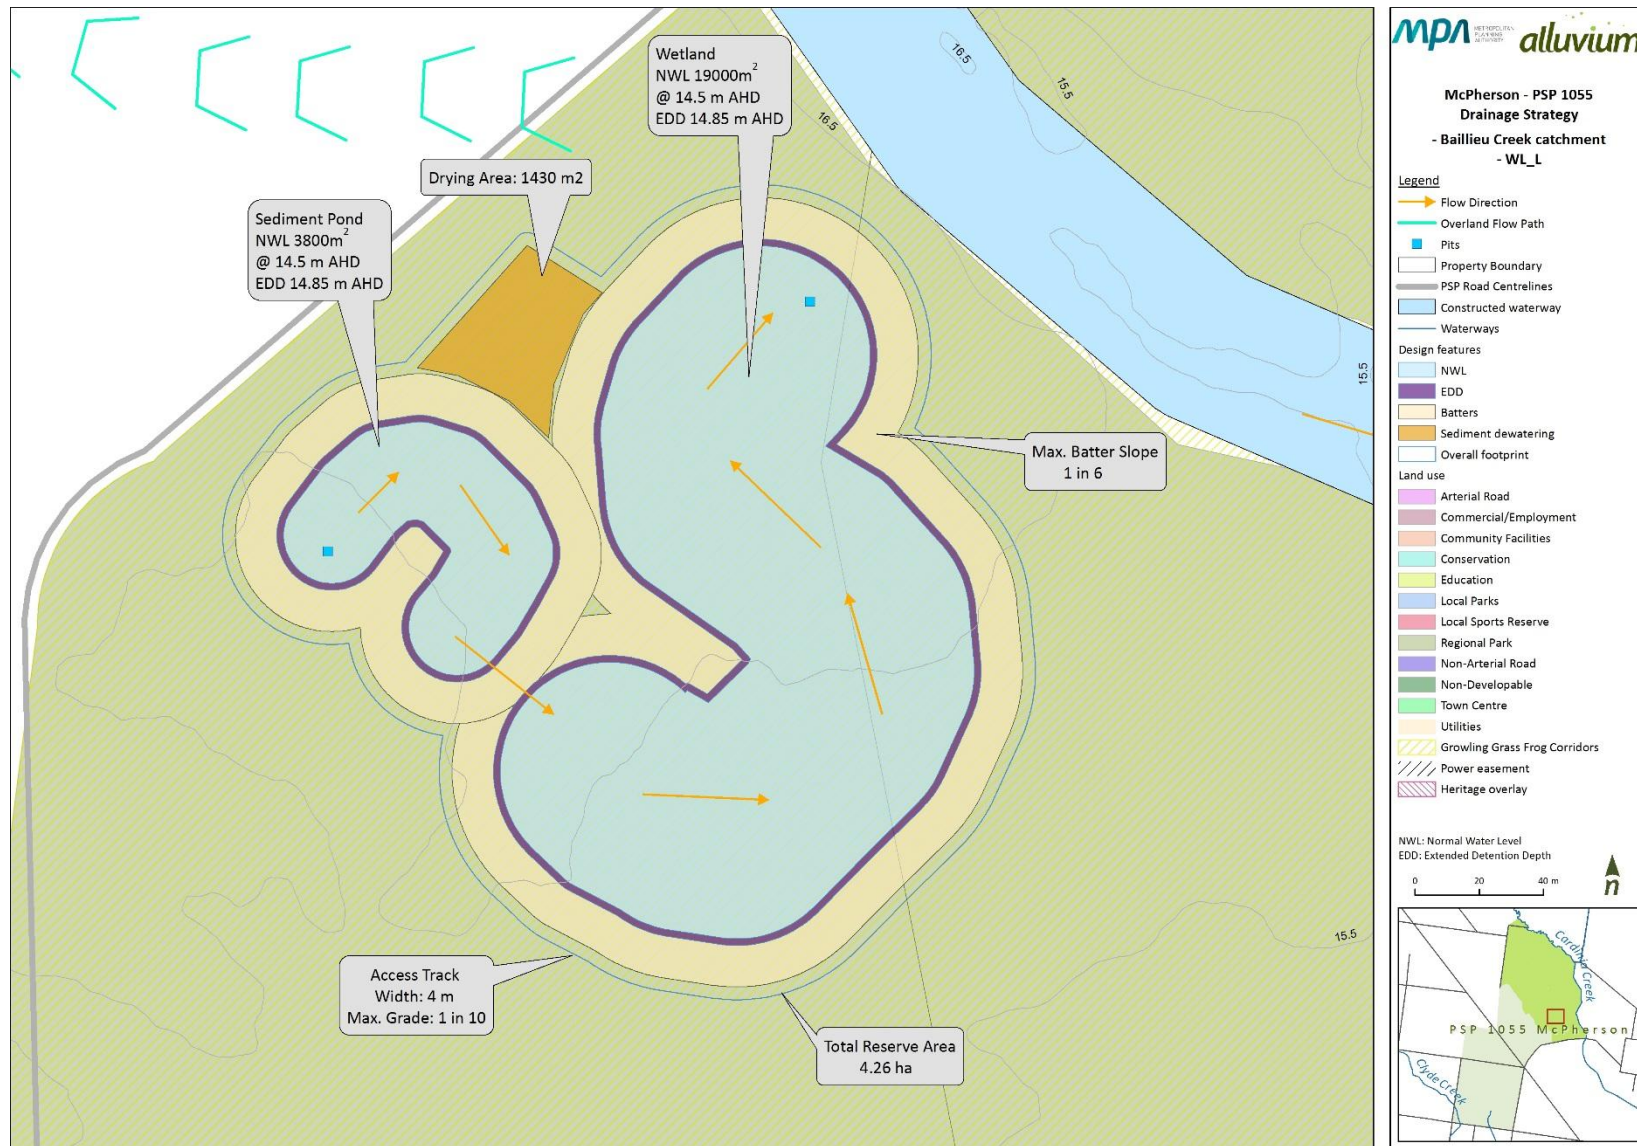 Wetland
NWL 19000m²
@ 14.5 m AHD
EDD 14.85 m AHD
Drying Area: 1430 m2
Sediment Pond
NWL 3800m²
@ 14.5 m AHD
EDD 14.85 m AHD
Max. Batter Slope
1 in 6
Access Track
Width: 4 m
Max. Grade: 1 in 10
Total Reserve Area
4.26 ha
16.5
16.5
15.5
15.5
15.5
MPA METROPOLITAN PLANNING AUTHORITY
alluvium
McPherson - PSP 1055
Drainage Strategy
- Baillieu Creek catchment
- WL_L
Legend
Flow Direction
Overland Flow Path
Pits
Property Boundary
PSP Road Centrelines
Constructed waterway
Waterways
Design features
NWL
EDD
Batters
Sediment dewatering
Overall footprint
Land use
Arterial Road
Commercial/Employment
Community Facilities
Conservation
Education
Local Parks
Local Sports Reserve
Regional Park
Non-Arterial Road
Non-Developable
Town Centre
Utilities
Growling Grass Frog Corridors
Power easement
Heritage overlay
NWL: Normal Water Level
EDD: Extended Detention Depth
0 20 40 m
n
Cardinia Creek
PSP 1055 McPherson
Clyde Creek